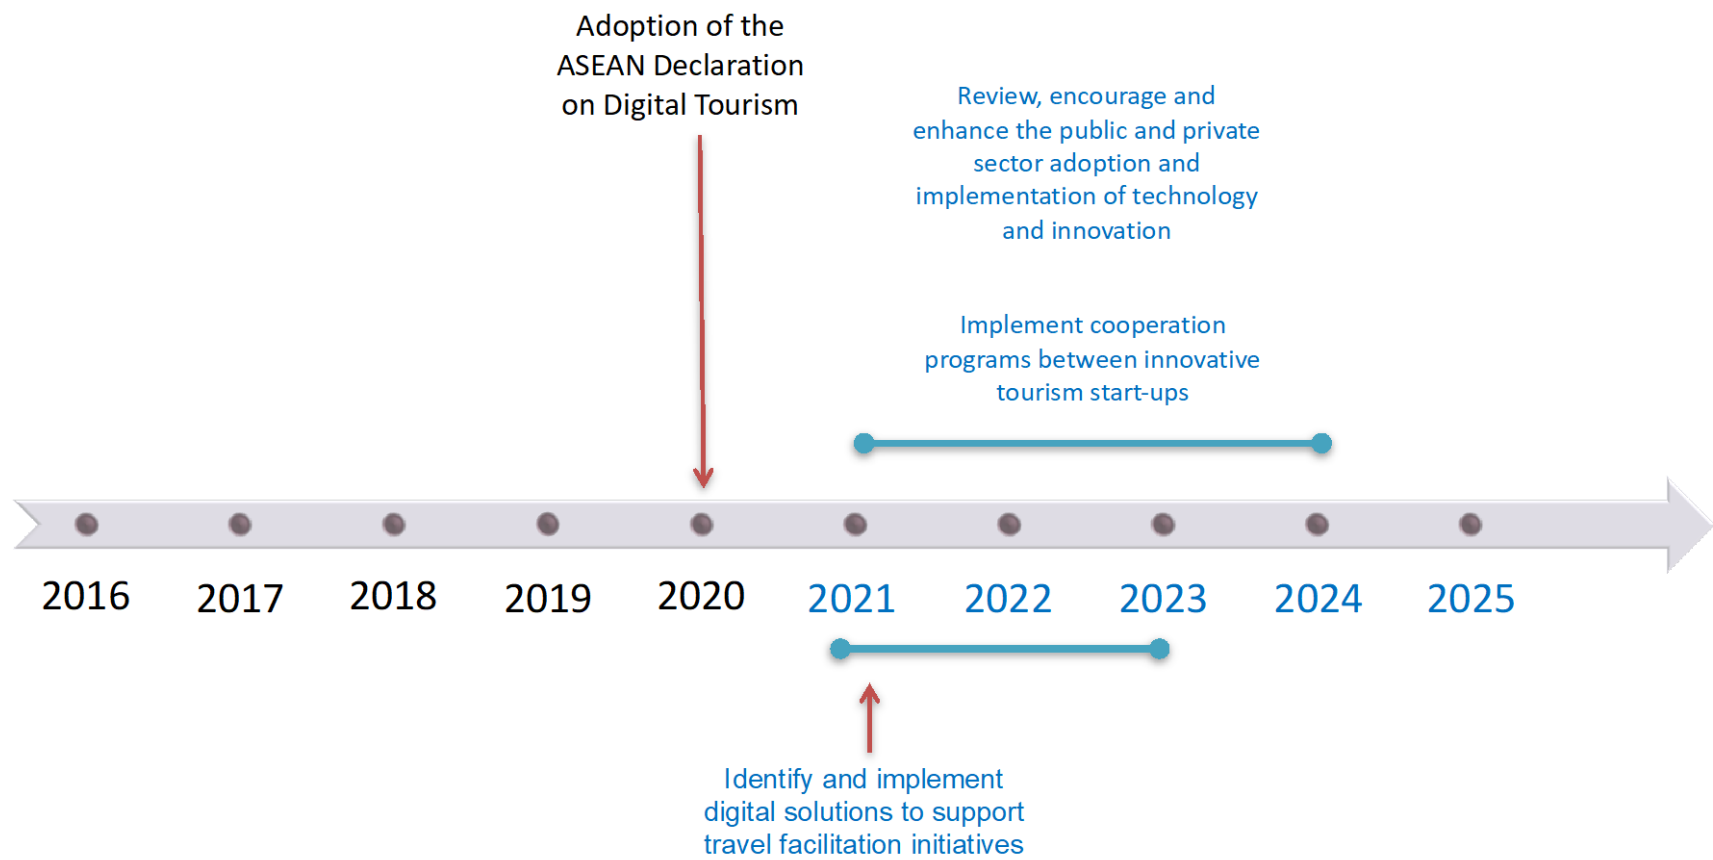 Adoption of the
ASEAN Declaration
on Digital Tourism
Review, encourage and
enhance the public and private
sector adoption and
implementation of technology
and innovation
Implement cooperation
programs between innovative
tourism start-ups
2016 2017 2018 2019 2020 2021 2022 2023 2024 2025
Identify and implement
digital solutions to support
travel facilitation initiatives